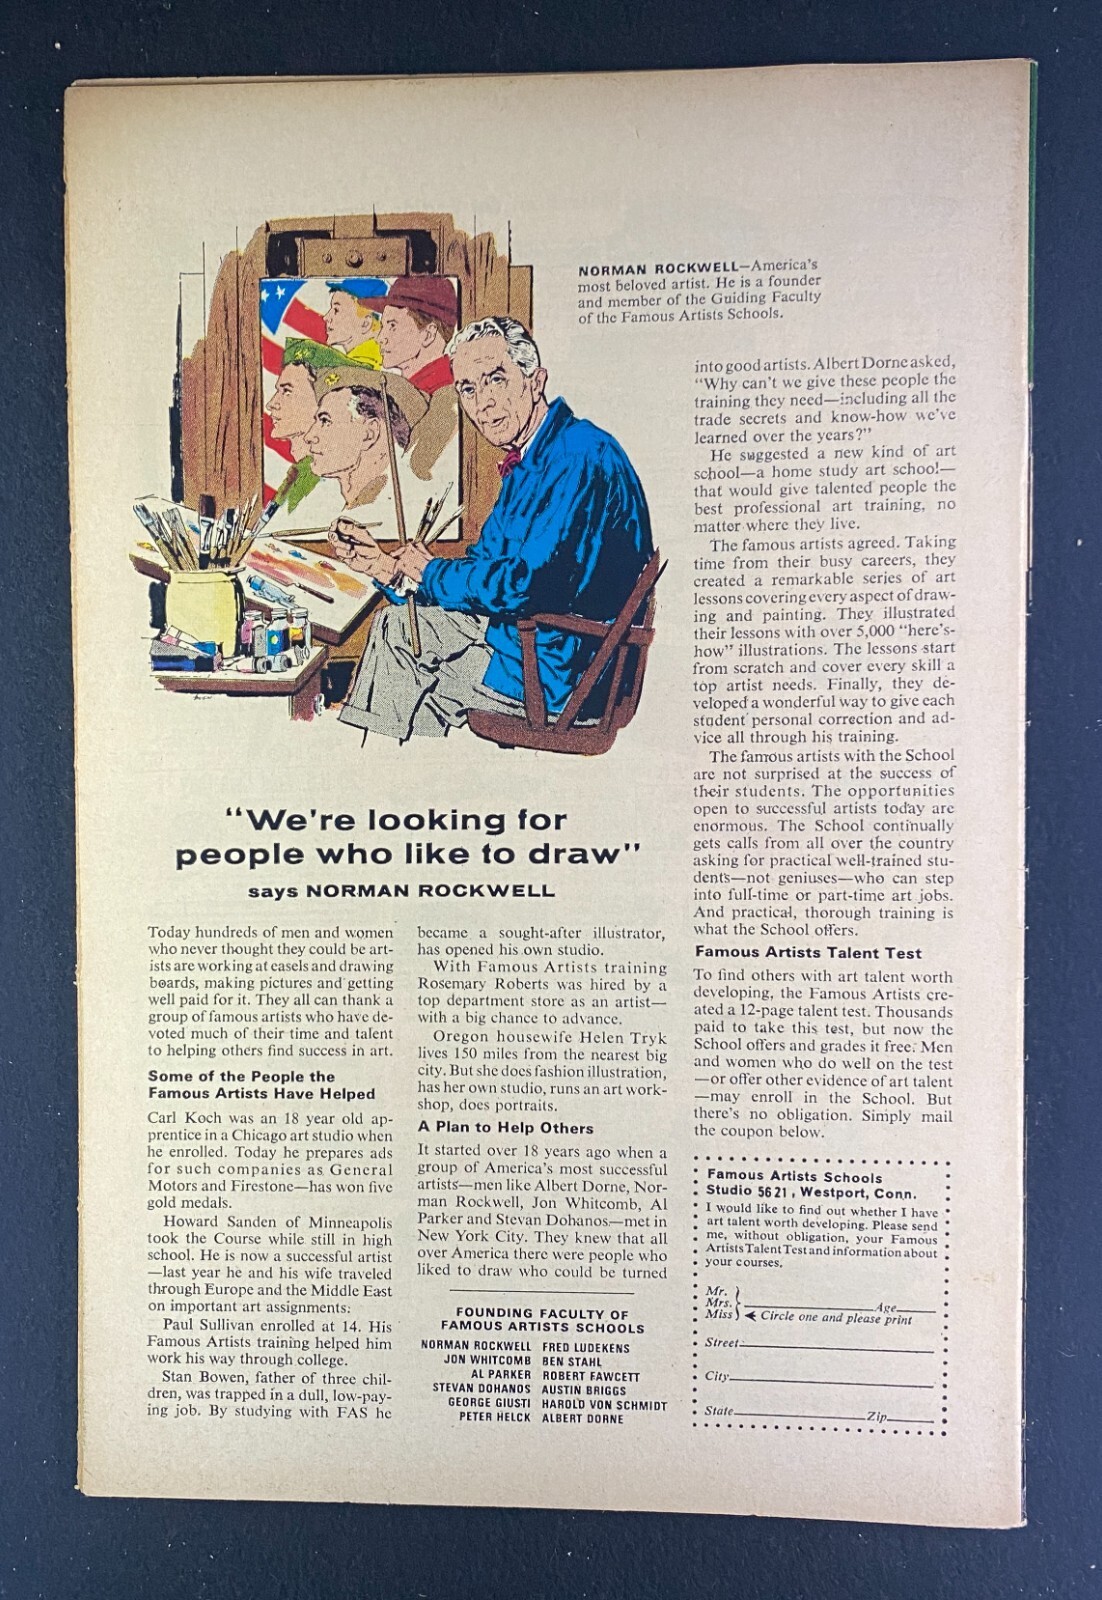 NORMAN ROCKWELL—America's
most beloved artist. He is a founder
and member of the Guiding Faculty
of the Famous Artists Schools.
"We're looking for
people who like to draw"
says NORMAN ROCKWELL
Today hundreds of men and women
who never thought they could be art-
ists are working at easels and drawing
boards, making pictures and getting
well paid for it. They all can thank a
group of famous artists who have de-
voted much of their time and talent
to helping others find success in art.
Some of the People the
Famous Artists Have Helped
Carl Koch was an 18 year old ap-
prentice in a Chicago art studio when
he enrolled. Today he prepares ads
for such companies as General
Motors and Firestone—has won five
gold medals.
Howard Sanden of Minneapolis
took the Course while still in high
school. He is now a successful artist
—last year he and his wife traveled
through Europe and the Middle East
on important art assignments:
Paul Sullivan enrolled at 14. His
Famous Artists training helped him
work his way through college.
Stan Bowen, father of three chil-
dren, was trapped in a dull, low-pay-
ing job. By studying with FAS he
became a sought-after illustrator,
has opened his own studio.
With Famous Artists training
Rosemary Roberts was hired by a
top department store as an artist—
with a big chance to advance.
Oregon housewife Helen Tryk
lives 150 miles from the nearest big
city. But she does fashion illustration,
has her own studio, runs an art work-
shop, does portraits.
A Plan to Help Others
It started over 18 years ago when a
group of America's most successful
artists—men like Albert Dorne, Nor-
man Rockwell, Jon Whitcomb, Al
Parker and Stevan Dohanos—met in
New York City. They knew that all
over America there were people who
liked to draw who could be turned
FOUNDING FACULTY OF
FAMOUS ARTISTS SCHOOLS
NORMAN ROCKWELL FRED LUDEKENS
JON WHITCOMB BEN STAHL
AL PARKER ROBERT FAWCETT
STEVAN DOHANOS AUSTIN BRIGGS
GEORGE GIUSTI HAROLD VON SCHMIDT
PETER HELCK ALBERT DORNE
into good artists. Albert Dorne asked,
"Why can't we give these people the
training they need—including all the
trade secrets and know-how we've
learned over the years?"
He suggested a new kind of art
school—a home study art school—
that would give talented people the
best professional art training, no
matter where they live.
The famous artists agreed. Taking
time from their busy careers, they
created a remarkable series of art
lessons covering every aspect of draw-
ing and painting. They illustrated
their lessons with over 5,000 "here's-
how" illustrations. The lessons start
from scratch and cover every skill a
top artist needs. Finally, they de-
veloped a wonderful way to give each
student personal correction and ad-
vice all through his training.
The famous artists with the School
are not surprised at the success of
their students. The opportunities
open to successful artists today are
enormous. The School continually
gets calls from all over the country
asking for practical well-trained stu-
dents—not geniuses—who can step
into full-time or part-time art jobs.
And practical, thorough training is
what the School offers.
Famous Artists Talent Test
To find others with art talent worth
developing, the Famous Artists cre-
ated a 12-page talent test. Thousands
paid to take this test, but now the
School offers and grades it free. Men
and women who do well on the test
—or offer other evidence of art talent
—may enroll in the School. But
there's no obligation. Simply mail
the coupon below.
Famous Artists Schools
Studio 5621, Westport, Conn.
I would like to find out whether I have
art talent worth developing. Please send
me, without obligation, your Famous
Artists Talent Test and information about
your courses.
Mr.
Mrs. Age
Miss Circle one and please print
Street
City
State Zip